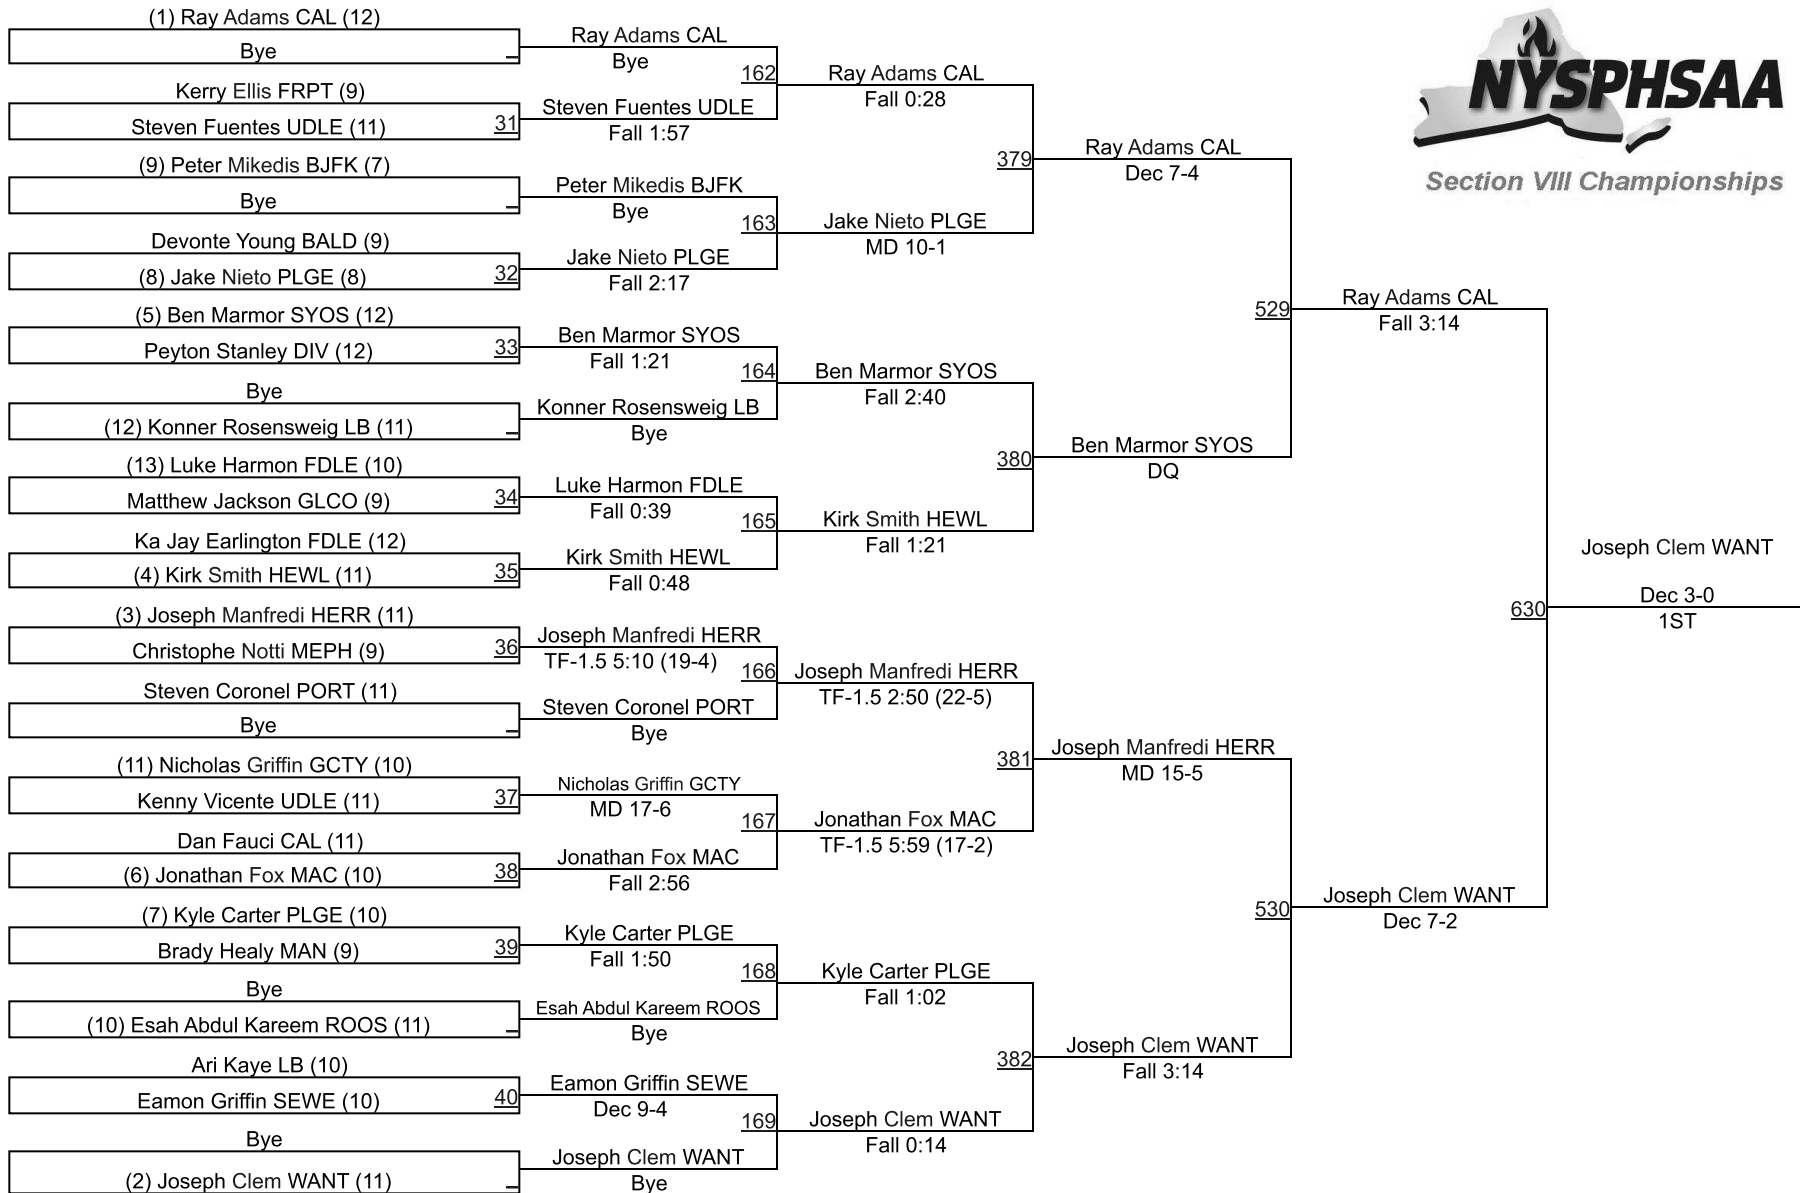 (1) Ray Adams CAL (12)
Bye
Kerry Ellis FRPT (9)
Steven Fuentes UDLE (11) 31
(9) Peter Mikedis BJFK (7)
Bye
Devonte Young BALD (9)
(8) Jake Nieto PLGE (8) 32
(5) Ben Marmor SYOS (12)
Peyton Stanley DIV (12) 33
Bye
(12) Konner Rosensweig LB (11)
(13) Luke Harmon FDLE (10)
Matthew Jackson GLCO (9) 34
Ka Jay Earlington FDLE (12)
(4) Kirk Smith HEWL (11) 35
(3) Joseph Manfredi HERR (11)
Christophe Notti MEPH (9) 36
Steven Coronel PORT (11)
Bye
(11) Nicholas Griffin GCTY (10)
Kenny Vicente UDLE (11) 37
Dan Fauci CAL (11)
(6) Jonathan Fox MAC (10) 38
(7) Kyle Carter PLGE (10)
Brady Healy MAN (9) 39
Bye
(10) Esah Abdul Kareem ROOS (11)
Ari Kaye LB (10)
Eamon Griffin SEWE (10) 40
Bye
(2) Joseph Clem WANT (11)
Ray Adams CAL
Bye
162
Steven Fuentes UDLE
Fall 1:57
Peter Mikedis BJFK
Bye
163
Jake Nieto PLGE
Fall 2:17
Ben Marmor SYOS
Fall 1:21
164
Konner Rosensweig LB
Bye
Luke Harmon FDLE
Fall 0:39
165
Kirk Smith HEWL
Fall 0:48
Joseph Manfredi HERR
TF-1.5 5:10 (19-4)
166
Steven Coronel PORT
Bye
Nicholas Griffin GCTY
MD 17-6
167
Jonathan Fox MAC
Fall 2:56
Kyle Carter PLGE
Fall 1:50
168
Esah Abdul Kareem ROOS
Bye
Eamon Griffin SEWE
Dec 9-4
169
Joseph Clem WANT
Bye
Ray Adams CAL
Fall 0:28
379
Jake Nieto PLGE
MD 10-1
Ben Marmor SYOS
Fall 2:40
380
Kirk Smith HEWL
Fall 1:21
Joseph Manfredi HERR
TF-1.5 2:50 (22-5)
381
Jonathan Fox MAC
TF-1.5 5:59 (17-2)
Kyle Carter PLGE
Fall 1:02
382
Joseph Clem WANT
Fall 0:14
Ray Adams CAL
Dec 7-4
529
Ben Marmor SYOS
DQ
Joseph Manfredi HERR
MD 15-5
530
Joseph Clem WANT
Fall 3:14
Ray Adams CAL
Fall 3:14
630
Joseph Clem WANT
Dec 7-2
Joseph Clem WANT
Dec 3-0
1ST
NYSPHSAA
Section VIII Championships